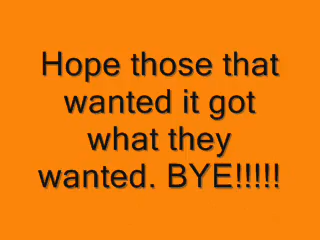 Hope those that
wanted it got
what they
wanted. BYE!!!!!